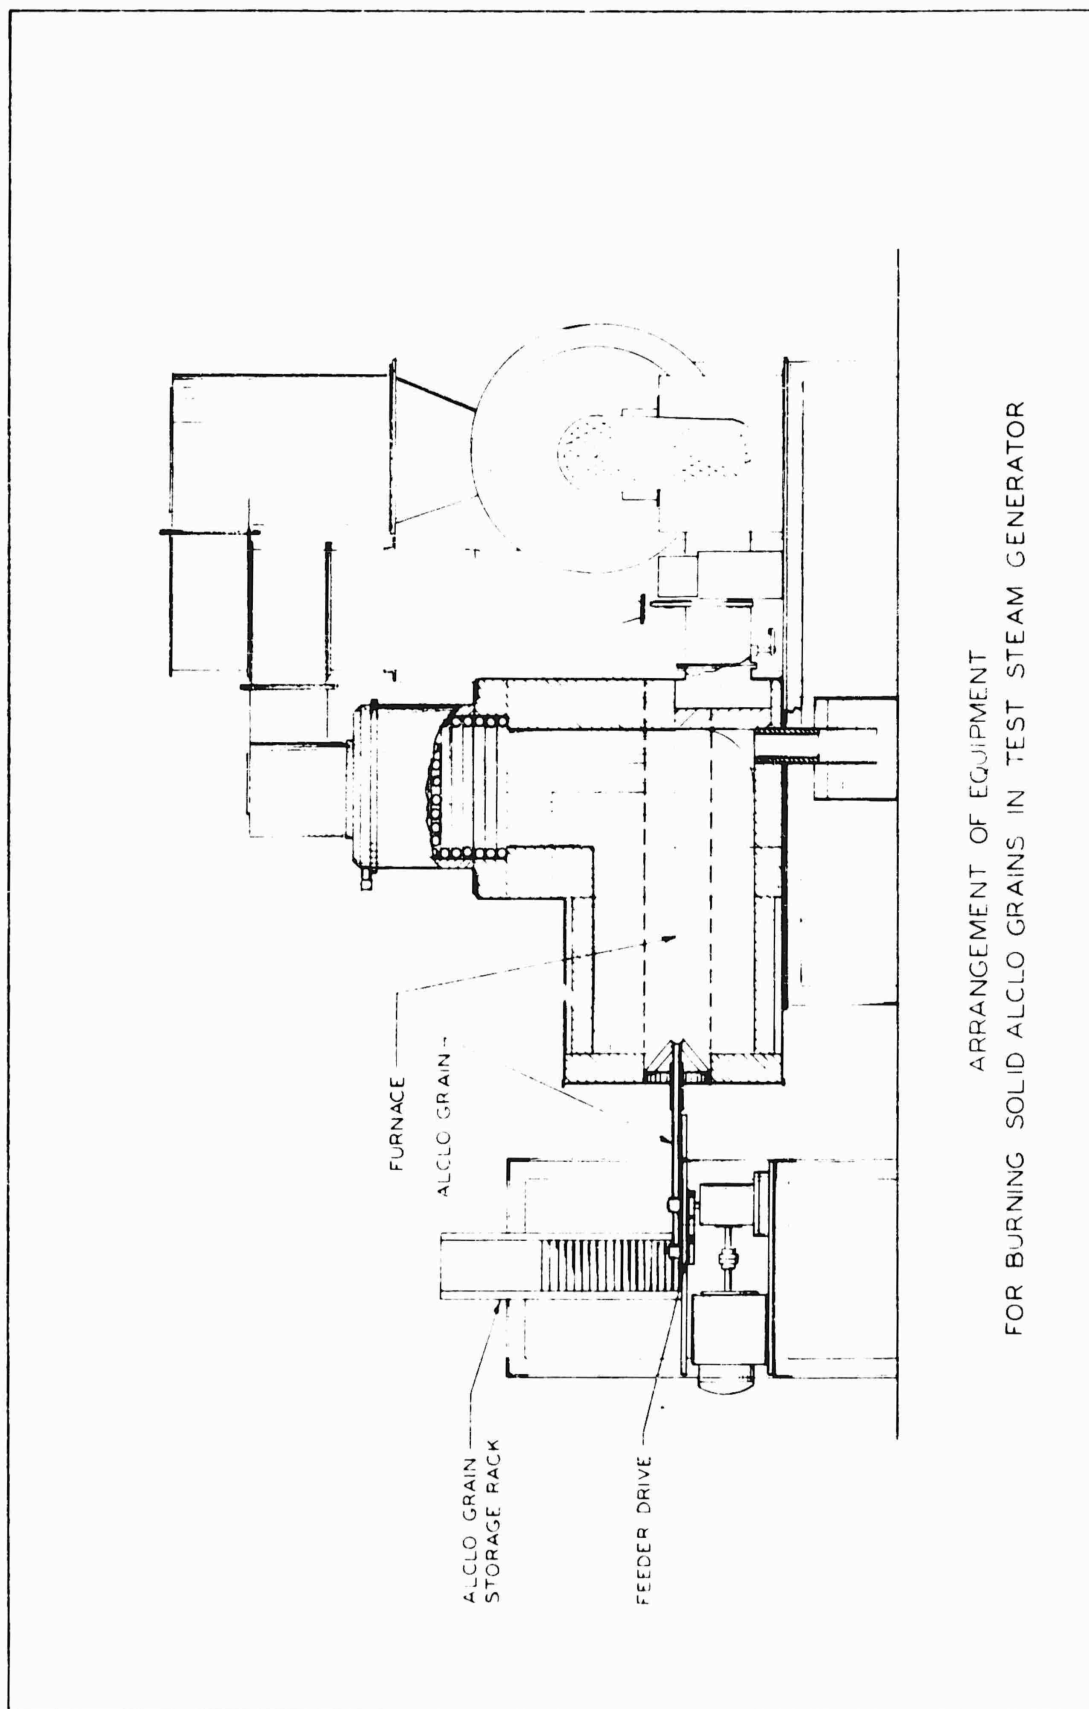 FURNACE
ALCLO GRAIN
ALCLO GRAIN
STORAGE RACK
FEEDER DRIVE
ARRANGEMENT OF EQUIPMENT
FOR BURNING SOLID ALCLO GRAINS IN TEST STEAM GENERATOR